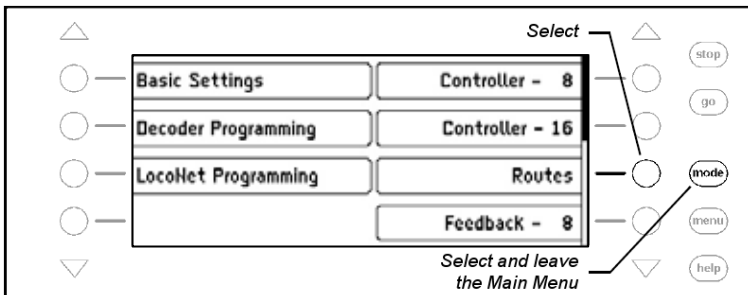 Select
stop
Basic Settings
Controller - 8
go
Decoder Programming
Controller - 16
LocoNet Programming
Routes
mode
Feedback - 8
menu
Select and leave
the Main Menu
help